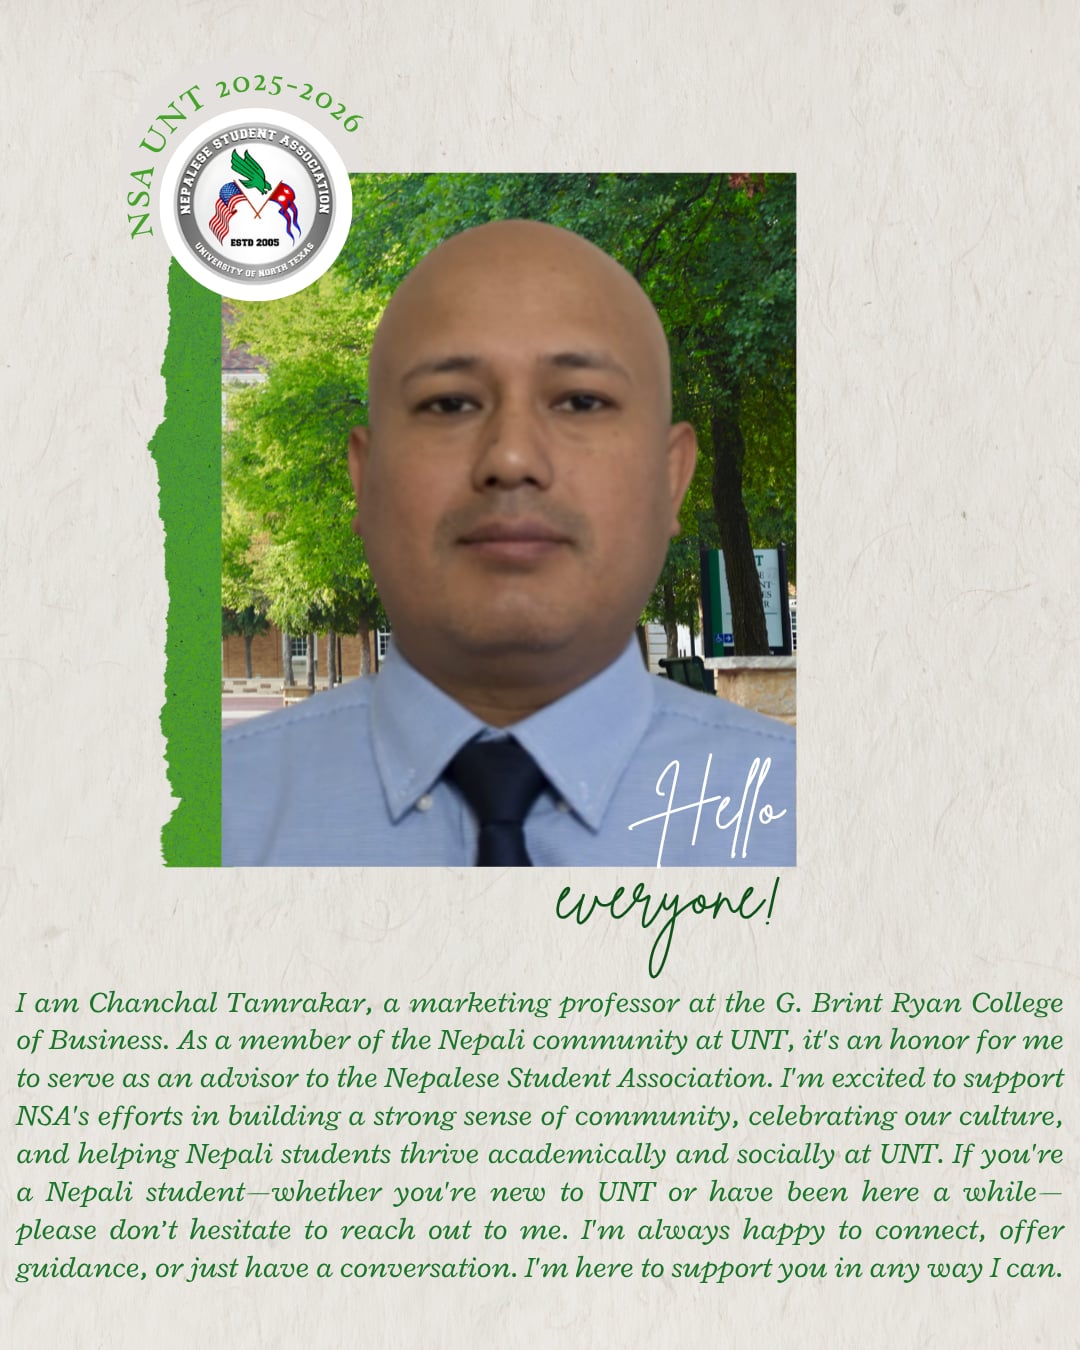 NSA UNT 2025-2026
NEPALESE STUDENT ASSOCIATION
ESTD 2005
UNIVERSITY OF NORTH TEXAS
Hello
everyone!
I am Chanchal Tamrakar, a marketing professor at the G. Brint Ryan College
of Business. As a member of the Nepali community at UNT, it's an honor for me
to serve as an advisor to the Nepalese Student Association. I'm excited to support
NSA's efforts in building a strong sense of community, celebrating our culture,
and helping Nepali students thrive academically and socially at UNT. If you're
a Nepali student—whether you're new to UNT or have been here a while—
please don’t hesitate to reach out to me. I'm always happy to connect, offer
guidance, or just have a conversation. I'm here to support you in any way I can.